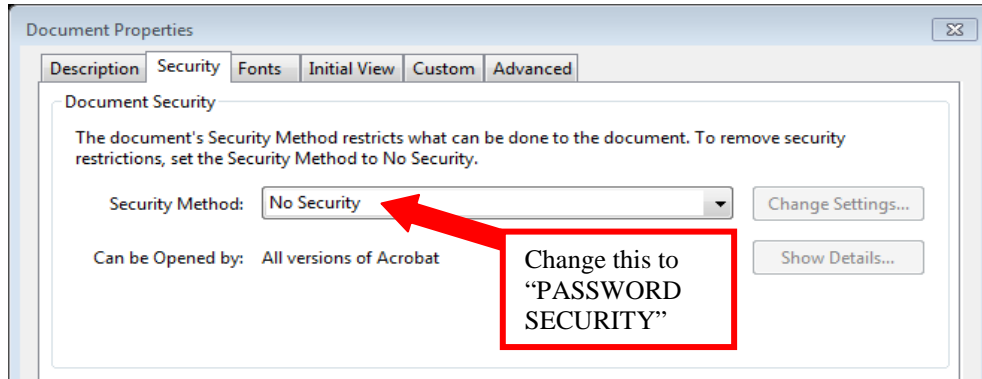 Document Properties
Description Security Fonts Initial View Custom Advanced
Document Security
The document's Security Method restricts what can be done to the document. To remove security
restrictions, set the Security Method to No Security.
Security Method: No Security Change Settings...
Can be Opened by: All versions of Acrobat Show Details...
Change this to
“PASSWORD
SECURITY”